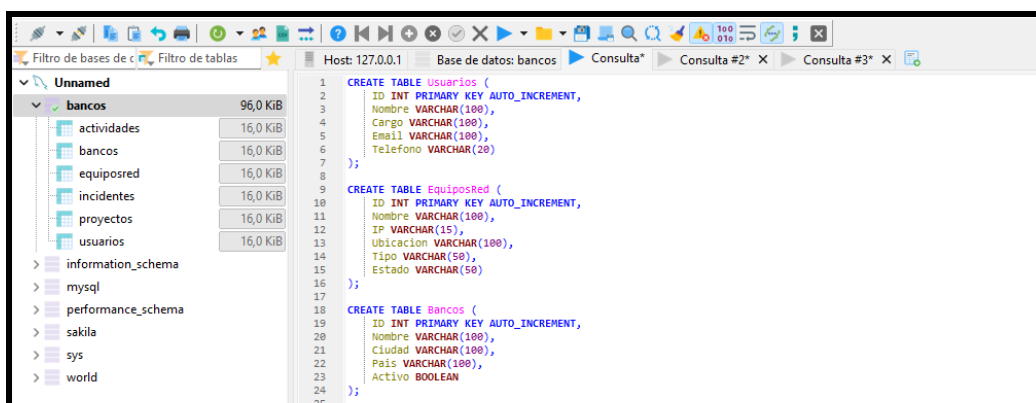 Filtro de bases de d
Filtro de tablas
Host: 127.0.0.1
Base de datos: bancos
Consulta*
Consulta #2*
Consulta #3*
Unnamed
bancos 96,0 KiB
actividades 16,0 KiB
bancos 16,0 KiB
equiposred 16,0 KiB
incidentes 16,0 KiB
proyectos 16,0 KiB
usuarios 16,0 KiB
information_schema
mysql
performance_schema
sakila
sys
world
1 CREATE TABLE Usuarios (
2 ID INT PRIMARY KEY AUTO_INCREMENT,
3 Nombre VARCHAR(100),
4 Cargo VARCHAR(100),
5 Email VARCHAR(100),
6 Telefono VARCHAR(20)
7 );
8
9 CREATE TABLE EquiposRed (
10 ID INT PRIMARY KEY AUTO_INCREMENT,
11 Nombre VARCHAR(100),
12 IP VARCHAR(15),
13 Ubicacion VARCHAR(100),
14 Tipo VARCHAR(50),
15 Estado VARCHAR(50)
16 );
17
18 CREATE TABLE Bancos (
19 ID INT PRIMARY KEY AUTO_INCREMENT,
20 Nombre VARCHAR(100),
21 Ciudad VARCHAR(100),
22 Pais VARCHAR(100),
23 Activo BOOLEAN
24 );